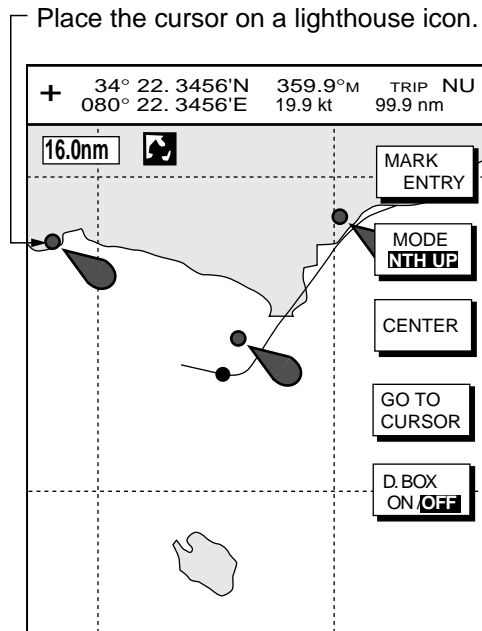 Place the cursor on a lighthouse icon.
+ 34° 22. 3456'N 359.9°M TRIP NU
080° 22. 3456'E 19.9 kt 99.9 nm
16.0nm
MARK
ENTRY
MODE
NTH UP
CENTER
GO TO
CURSOR
D. BOX
ON /OFF